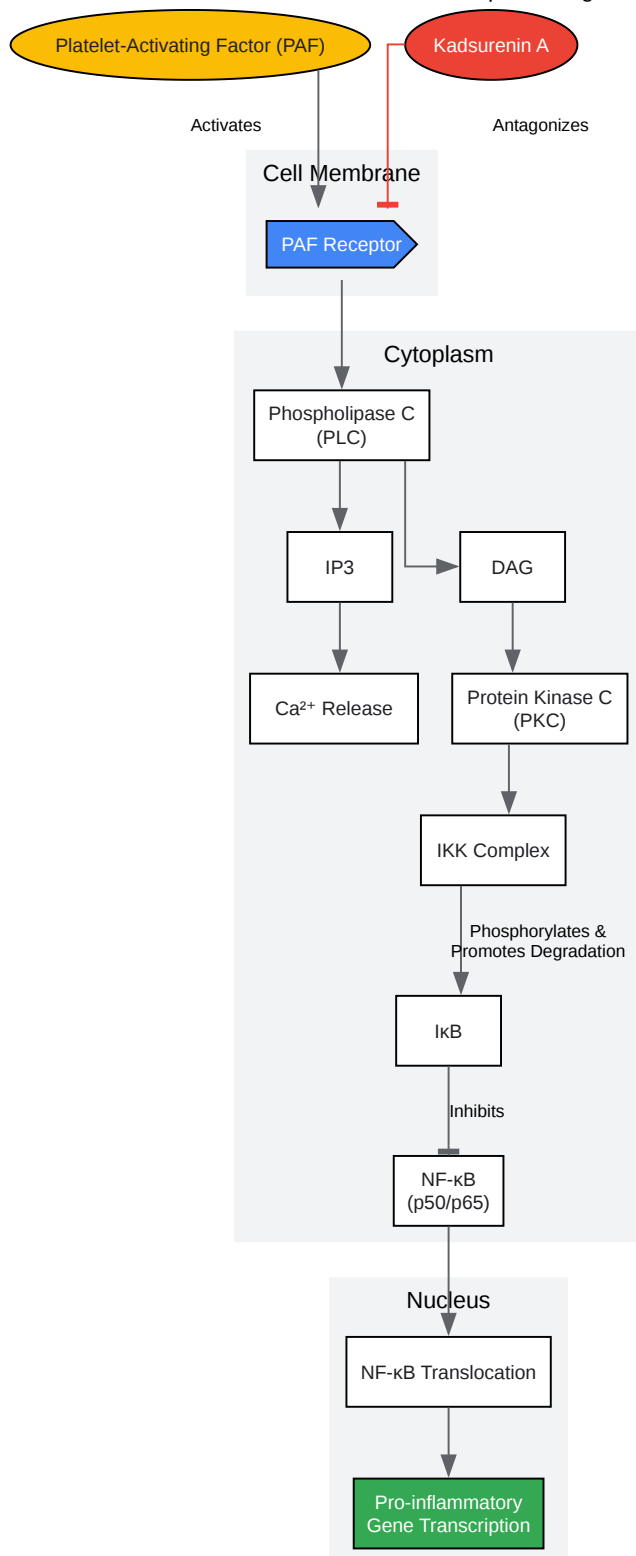 Platelet-Activating Factor (PAF)
Kadsurenin A
Activates
Antagonizes
Cell Membrane
PAF Receptor
Cytoplasm
Phospholipase C
(PLC)
IP3
DAG
Ca²⁺ Release
Protein Kinase C
(PKC)
IKK Complex
Phosphorylates &
Promotes Degradation
IκB
Inhibits
NF-κB
(p50/p65)
Nucleus
NF-κB Translocation
Pro-inflammatory
Gene Transcription